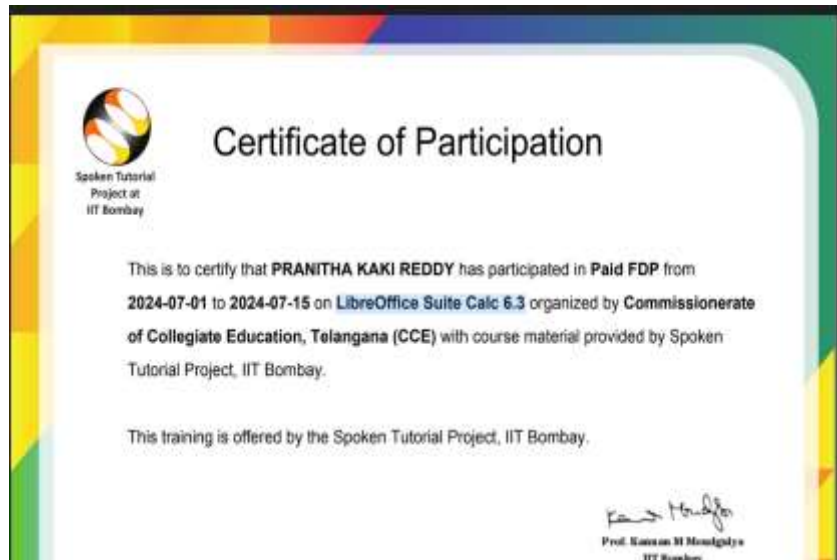 Spoken Tutorial
Project at
IIT Bombay
Certificate of Participation
This is to certify that PRANITHA KAKI REDDY has participated in Paid FDP from
2024-07-01 to 2024-07-15 on LibreOffice Suite Calc 6.3 organized by Commissionerate
of Collegiate Education, Telangana (CCE) with course material provided by Spoken
Tutorial Project, IIT Bombay.
This training is offered by the Spoken Tutorial Project, IIT Bombay.
Prof. Kannan M Moudgalya
IIT Bombay